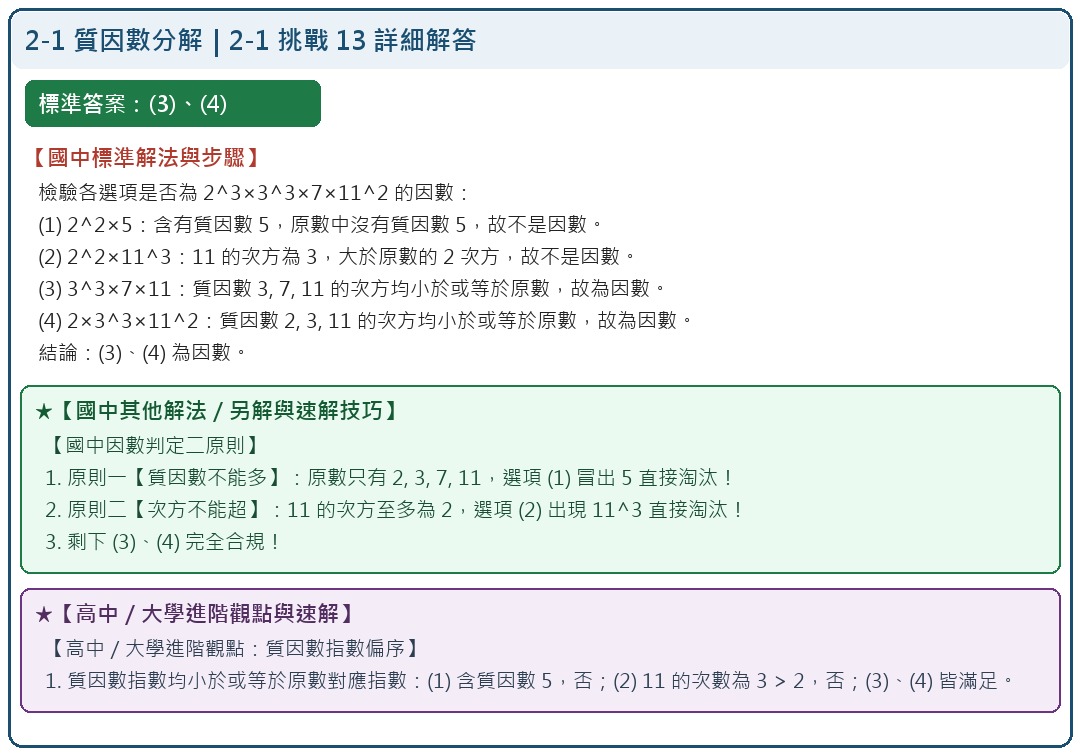 2-1 質因數分解 | 2-1 挑戰 13 詳細解答
標準答案：(3)、(4)
【國中標準解法與步驟】
檢驗各選項是否為 2^3×3^3×7×11^2 的因數：
(1) 2^2×5：含有質因數 5，原數中沒有質因數 5，故不是因數。
(2) 2^2×11^3：11 的次方為 3，大於原數的 2 次方，故不是因數。
(3) 3^3×7×11：質因數 3, 7, 11 的次方均小於或等於原數，故為因數。
(4) 2×3^3×11^2：質因數 2, 3, 11 的次方均小於或等於原數，故為因數。
結論：(3)、(4) 為因數。
★【國中其他解法 / 另解與速解技巧】
【國中因數判定二原則】
1. 原則一【質因數不能多】：原數只有 2, 3, 7, 11，選項 (1) 冒出 5 直接淘汰！
2. 原則二【次方不能超】：11 的次方至多為 2，選項 (2) 出現 11^3 直接淘汰！
3. 剩下 (3)、(4) 完全合規！
★【高中 / 大學進階觀點與速解】
【高中 / 大學進階觀點：質因數指數偏序】
1. 質因數指數均小於或等於原數對應指數：(1) 含質因數 5，否；(2) 11 的次數為 3 > 2，否；(3)、(4) 皆滿足。